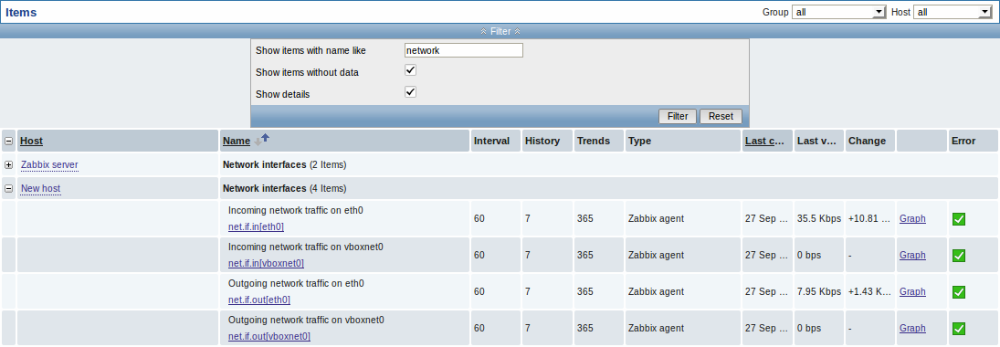 Items Group all Host all
Filter
Show items with name like network
Show items without data
Show details
Filter Reset
Host Name Interval History Trends Type Last c... Last v... Change Error
Zabbix server Network interfaces (2 Items)
New host Network interfaces (4 Items)
Incoming network traffic on eth0
net.if.in[eth0] 60 7 365 Zabbix agent 27 Sep ... 35.5 Kbps +10.81 ... Graph
Incoming network traffic on vboxnet0
net.if.in[vboxnet0] 60 7 365 Zabbix agent 27 Sep ... 0 bps - Graph
Outgoing network traffic on eth0
net.if.out[eth0] 60 7 365 Zabbix agent 27 Sep ... 7.95 Kbps +1.43 K... Graph
Outgoing network traffic on vboxnet0
net.if.out[vboxnet0] 60 7 365 Zabbix agent 27 Sep ... 0 bps - Graph